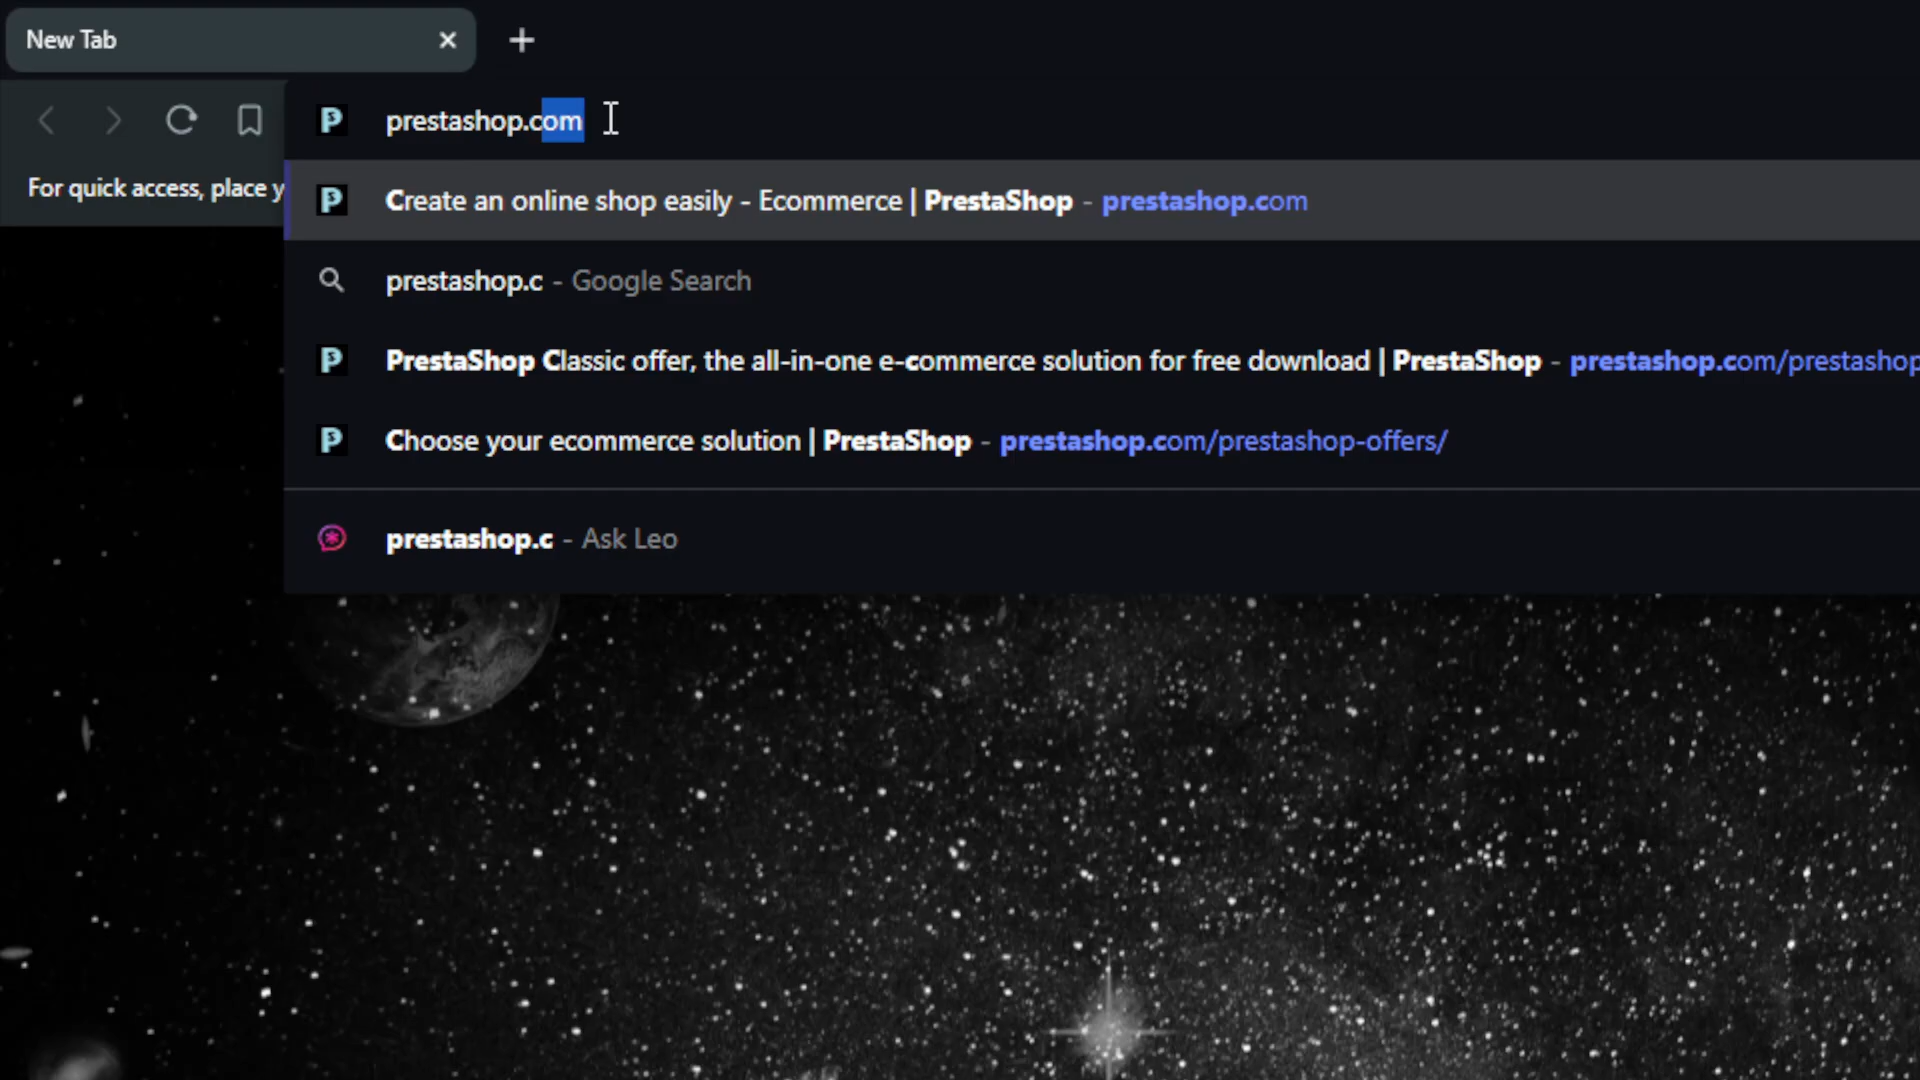 New Tab
prestashop.com
For quick access, place y
Create an online shop easily - Ecommerce | PrestaShop - prestashop.com
prestashop.c - Google Search
PrestaShop Classic offer, the all-in-one e-commerce solution for free download | PrestaShop - prestashop.com/prestashop
Choose your ecommerce solution | PrestaShop - prestashop.com/prestashop-offers/
prestashop.c - Ask Leo